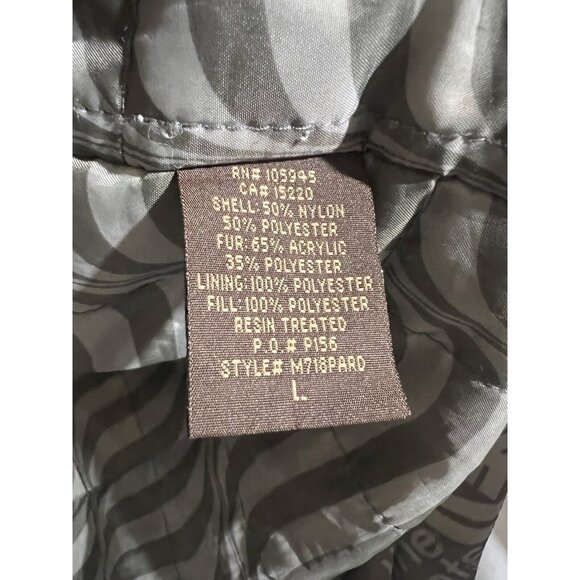 RN# 105945
CA# 15220
SHELL: 50% NYLON
50% POLYESTER
FUR: 65% ACRYLIC
35% POLYESTER
LINING: 100% POLYESTER
FILL: 100% POLYESTER
RESIN TREATED
P.O.# P156
STYLE# M718PARD
L